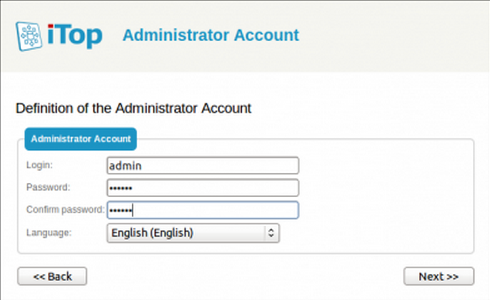 iTop Administrator Account
Definition of the Administrator Account
Administrator Account
Login: admin
Password: ••••••
Confirm password: ••••••
Language: English (English)
<< Back Next >>